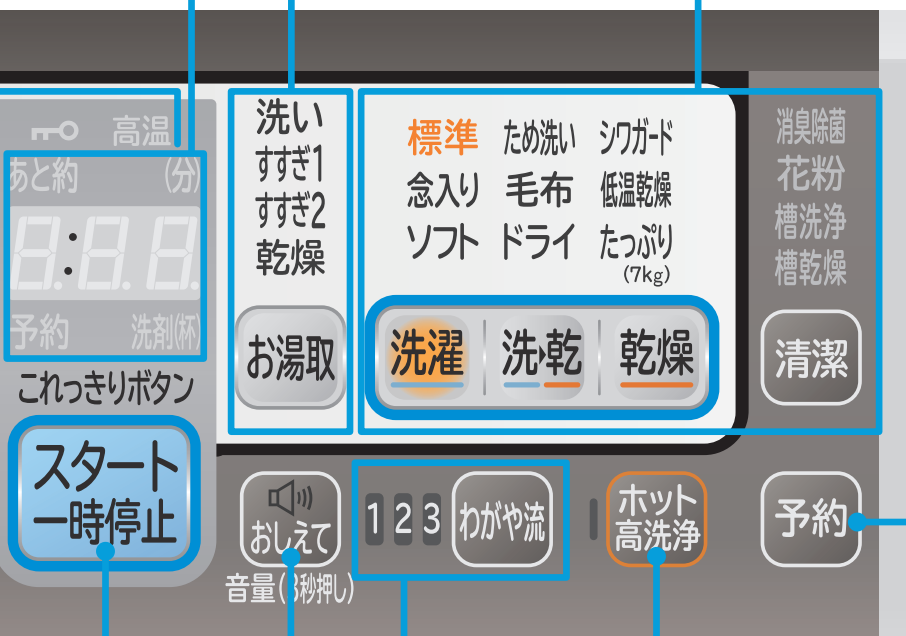 高温
あと約 (分)
8:88
予約 洗剤(杯)
これっきりボタン
スタート
一時停止
洗い
すすぎ1
すすぎ2
乾燥
お湯取
標準 ため洗い シワガード
念入り 毛布 低温乾燥
ソフト ドライ たっぷり
(7kg)
洗濯 洗▸乾 乾燥
消臭除菌
花粉
槽洗浄
槽乾燥
清潔
おしえて
音量(3秒押し)
1 2 3 わがや流
ホット
高洗浄
予約